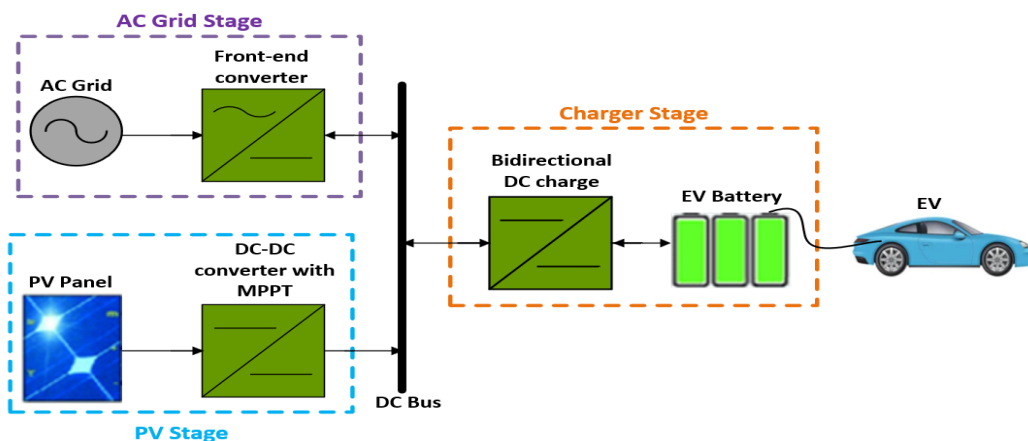 AC Grid Stage
Front-end
converter
AC Grid
Charger Stage
Bidirectional
DC charge
EV Battery
EV
DC-DC
converter with
MPPT
PV Panel
DC Bus
PV Stage